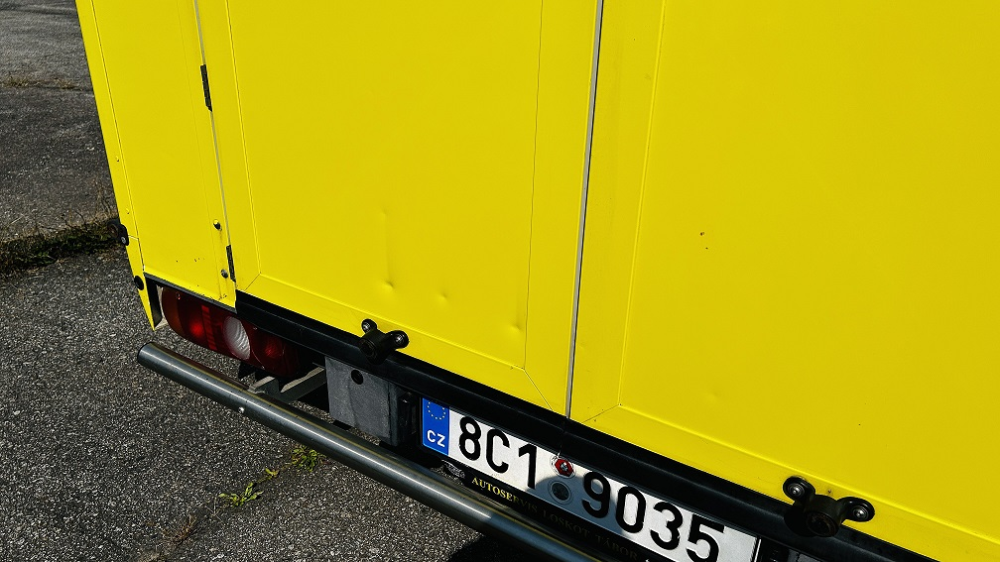 CZ
8C1 9035
AUTOSERVIS LOSKOT TÁBOR